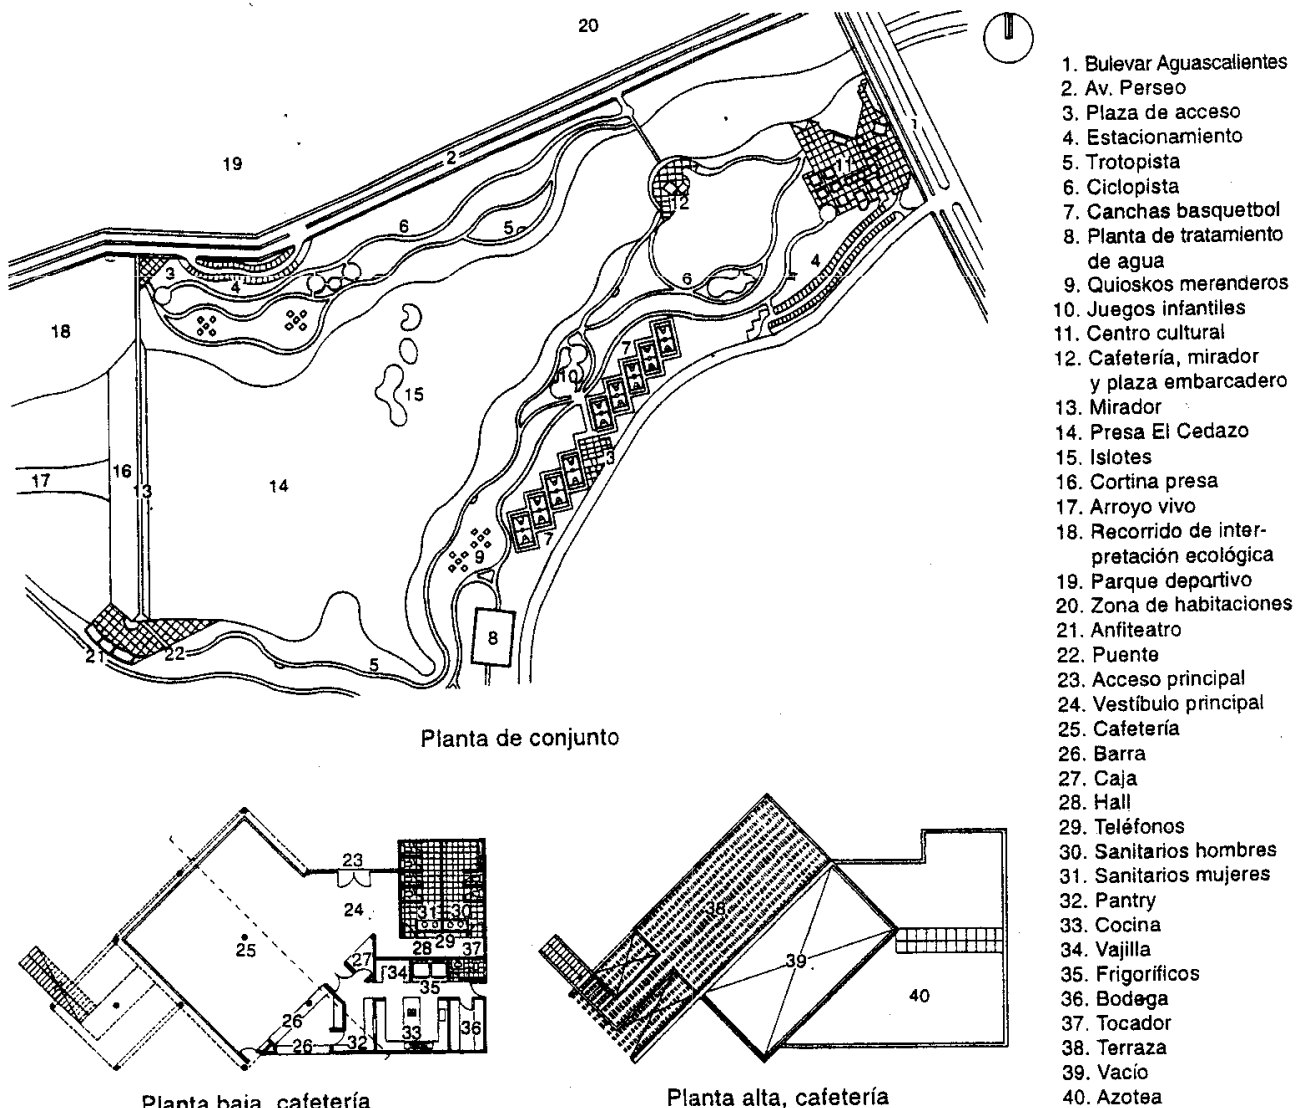 20
1. Bulevar Aguascalientes
2. Av. Perseo
3. Plaza de acceso
4. Estacionamiento
5. Trotopista
6. Ciclopista
7. Canchas basquetbol
8. Planta de tratamiento
de agua
9. Quioskos merenderos
10. Juegos infantiles
11. Centro cultural
12. Cafetería, mirador
y plaza embarcadero
13. Mirador
14. Presa El Cedazo
15. Islotes
16. Cortina presa
17. Arroyo vivo
18. Recorrido de inter-
pretación ecológica
19. Parque deportivo
20. Zona de habitaciones
21. Anfiteatro
22. Puente
23. Acceso principal
24. Vestíbulo principal
25. Cafetería
26. Barra
27. Caja
28. Hall
29. Teléfonos
30. Sanitarios hombres
31. Sanitarios mujeres
32. Pantry
33. Cocina
34. Vajilla
35. Frigoríficos
36. Bodega
37. Tocador
38. Terraza
39. Vacío
40. Azotea
1
19
2
11
12
6
5
3
4
6
4
18
7
10
15
3
16
17
13
14
7
9
8
21
22
5
Planta de conjunto
23
24
31
30
29
25
28
37
27
34
35
26
33
36
26
32
Planta baja, cafetería
38
39
40
Planta alta, cafetería